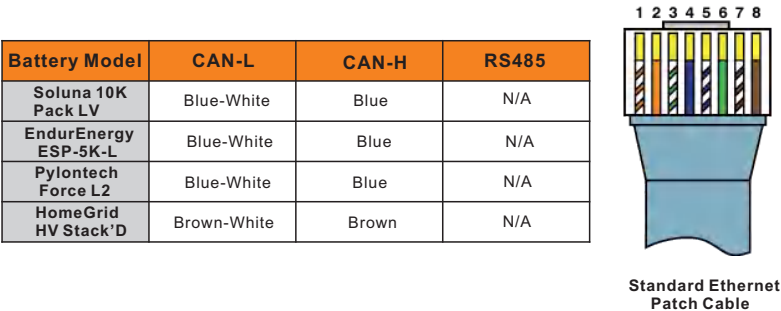 1 2 3 4 5 6 7 8
Battery Model CAN-L CAN-H RS485
Soluna 10K
Pack LV Blue-White Blue N/A
EndurEnergy
ESP-5K-L Blue-White Blue N/A
Pylontech
Force L2 Blue-White Blue N/A
HomeGrid
HV Stack’D Brown-White Brown N/A
Standard Ethernet
Patch Cable